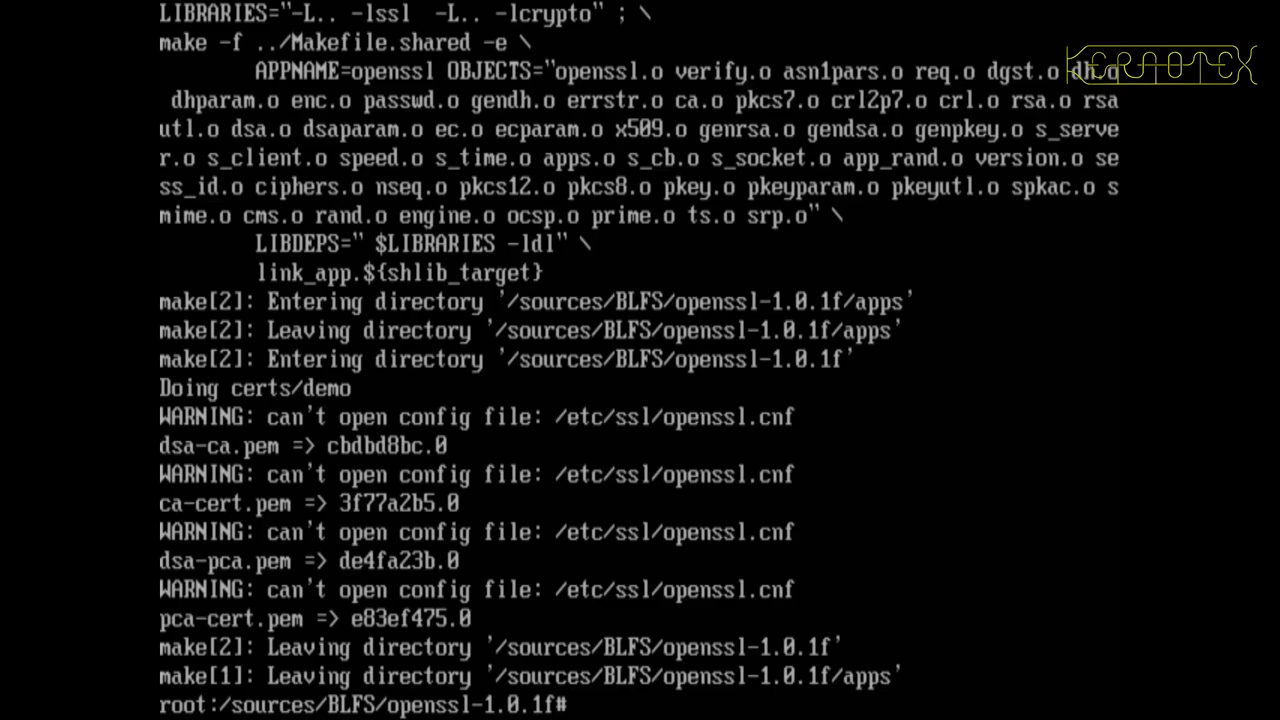 LIBRARIES="-L.. -lssl  -L.. -lcrypto" ; \
make -f ../Makefile.shared -e \
        APPNAME=openssl OBJECTS="openssl.o verify.o asn1pars.o req.o dgst.o dh.o
 dhparam.o enc.o passwd.o gendh.o errstr.o ca.o pkcs7.o crl2p7.o crl.o rsa.o rsa
utl.o dsa.o dsaparam.o ec.o ecparam.o x509.o genrsa.o gendsa.o genpkey.o s_serve
r.o s_client.o speed.o s_time.o apps.o s_cb.o s_socket.o app_rand.o version.o se
ss_id.o ciphers.o nseq.o pkcs12.o pkcs8.o pkey.o pkeyparam.o pkeyutl.o spkac.o s
mime.o cms.o rand.o engine.o ocsp.o prime.o ts.o srp.o" \
        LIBDEPS=" $LIBRARIES -ldl" \
        link_app.${shlib_target}
make[2]: Entering directory '/sources/BLFS/openssl-1.0.1f/apps'
make[2]: Leaving directory '/sources/BLFS/openssl-1.0.1f/apps'
make[2]: Entering directory '/sources/BLFS/openssl-1.0.1f'
Doing certs/demo
WARNING: can't open config file: /etc/ssl/openssl.cnf
dsa-ca.pem => cbdbd8bc.0
WARNING: can't open config file: /etc/ssl/openssl.cnf
ca-cert.pem => 3f77a2b5.0
WARNING: can't open config file: /etc/ssl/openssl.cnf
dsa-pca.pem => de4fa23b.0
WARNING: can't open config file: /etc/ssl/openssl.cnf
pca-cert.pem => e83ef475.0
make[2]: Leaving directory '/sources/BLFS/openssl-1.0.1f'
make[1]: Leaving directory '/sources/BLFS/openssl-1.0.1f/apps'
root:/sources/BLFS/openssl-1.0.1f#